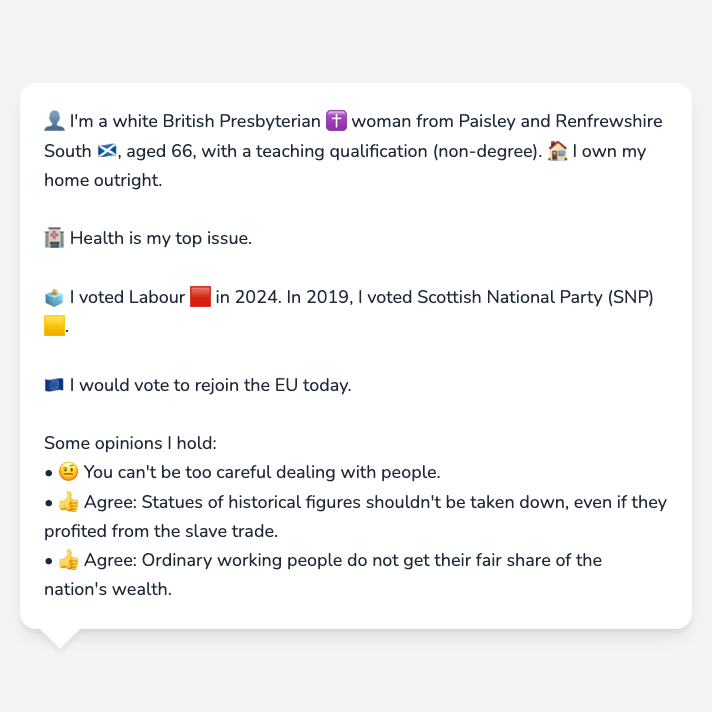 👤 I'm a white British Presbyterian ✝️ woman from Paisley and Renfrewshire
South 🏴󠁧󠁢󠁳󠁣󠁴󠁿, aged 66, with a teaching qualification (non-degree). 🏠 I own my
home outright.
🏥 Health is my top issue.
🗳️ I voted Labour 🟥 in 2024. In 2019, I voted Scottish National Party (SNP)
🟨.
🇪🇺 I would vote to rejoin the EU today.
Some opinions I hold:
• 🤨 You can't be too careful dealing with people.
• 👍 Agree: Statues of historical figures shouldn't be taken down, even if they
profited from the slave trade.
• 👍 Agree: Ordinary working people do not get their fair share of the
nation's wealth.